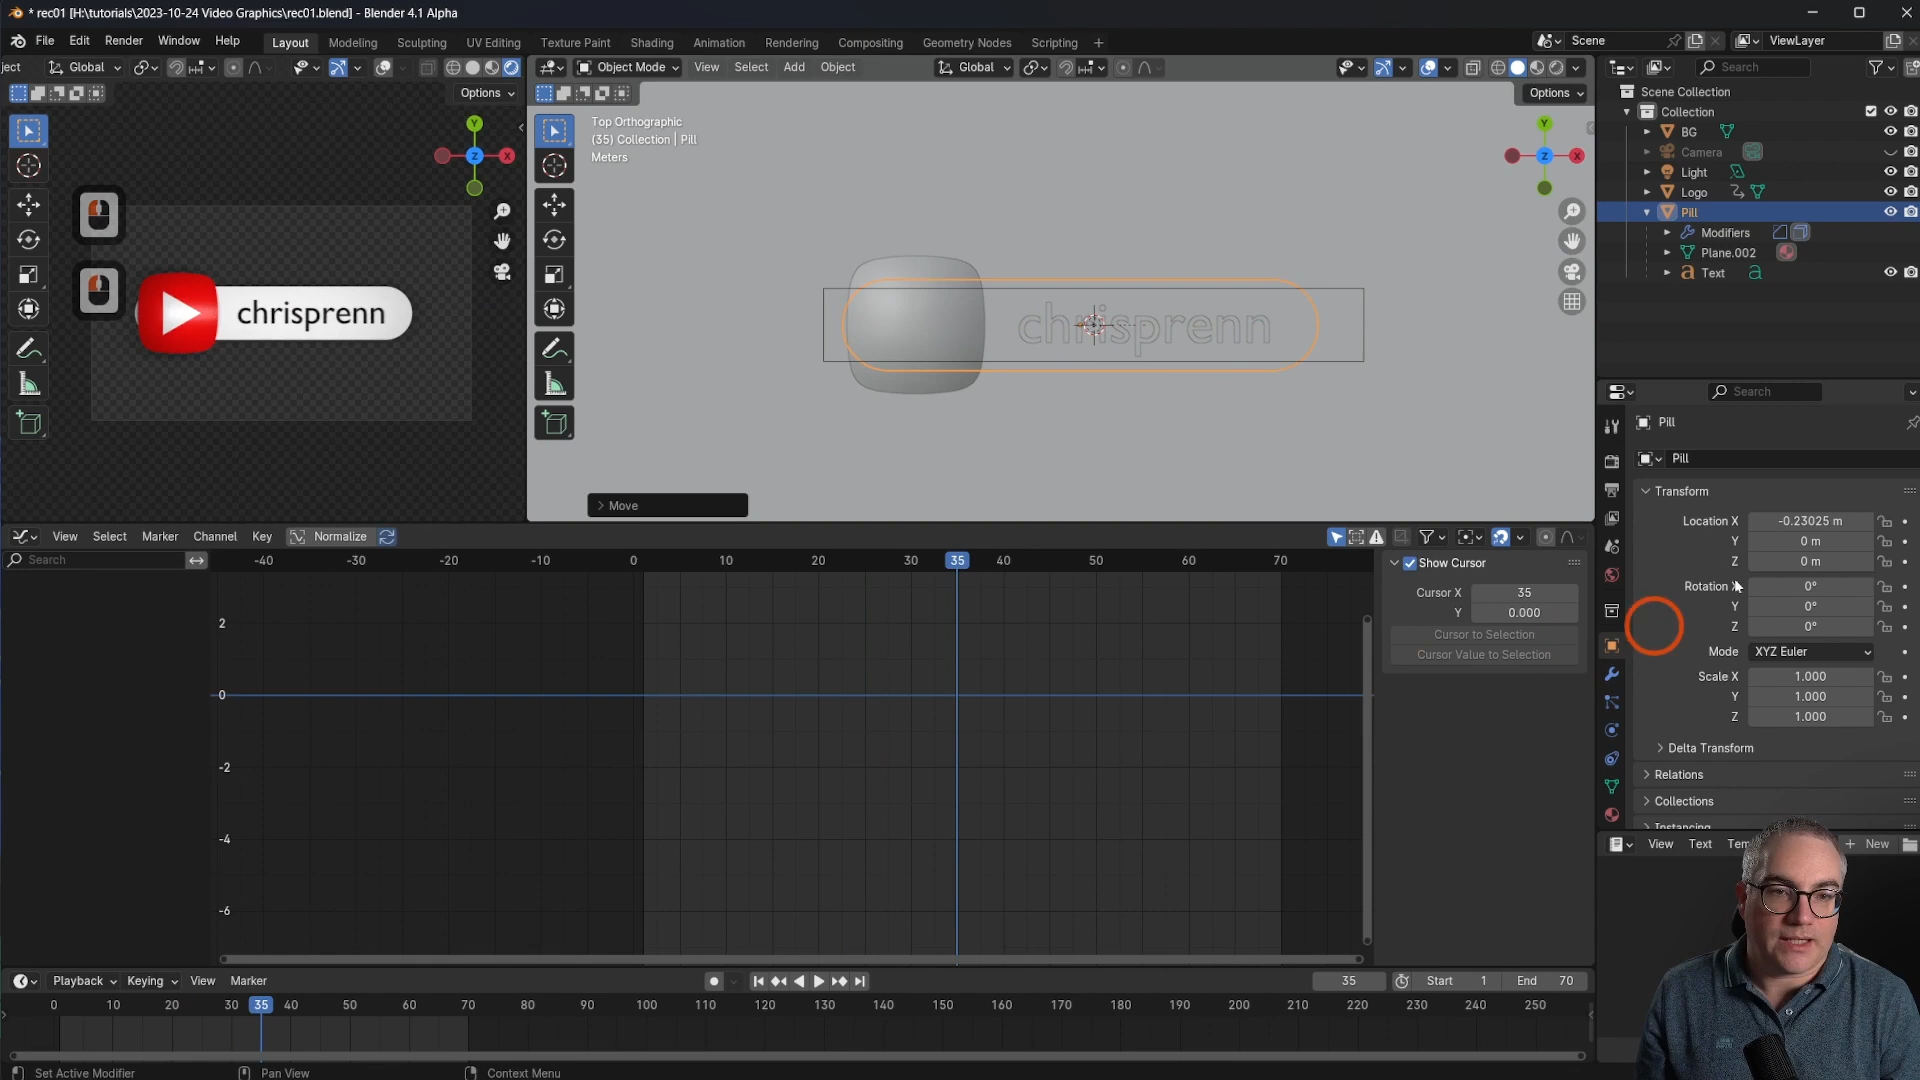 * rec01 [H:\tutorials\2023-10-24 Video Graphics\rec01.blend] - Blender 4.1 Alpha
File Edit Render Window Help Layout Modeling Sculpting UV Editing Texture Paint Shading Animation Rendering Compositing Geometry Nodes Scripting + Scene ViewLayer
ject Global Object Mode View Select Add Object Global Search
Options Options
Scene Collection
Collection
BG
Camera
Light
Logo
Pill
Modifiers
Plane.002
Text
Y
X
Z
Top Orthographic
(35) Collection | Pill
Meters
Y
X
Z
chrisprenn
chrisprenn
Move
Search
Pill
Pill
Transform
Location X -0.23025 m
Y 0 m
Z 0 m
Rotation X 0°
Y 0°
Z 0°
Mode XYZ Euler
Scale X 1.000
Y 1.000
Z 1.000
Delta Transform
Relations
Collections
Instancing
View Select Marker Channel Key Normalize
Search -40 -30 -20 -10 0 10 20 30 35 40 50 60 70
Show Cursor
Cursor X 35
Y 0.000
Cursor to Selection
Cursor Value to Selection
2
0
-2
-4
-6
View Text New
Playback Keying View Marker 35 Start 1 End 70
0 10 20 30 35 40 50 60 70 80 90 100 110 120 130 140 150 160 170 180 190 200 210 220 230 240 250
Set Active Modifier Pan View Context Menu